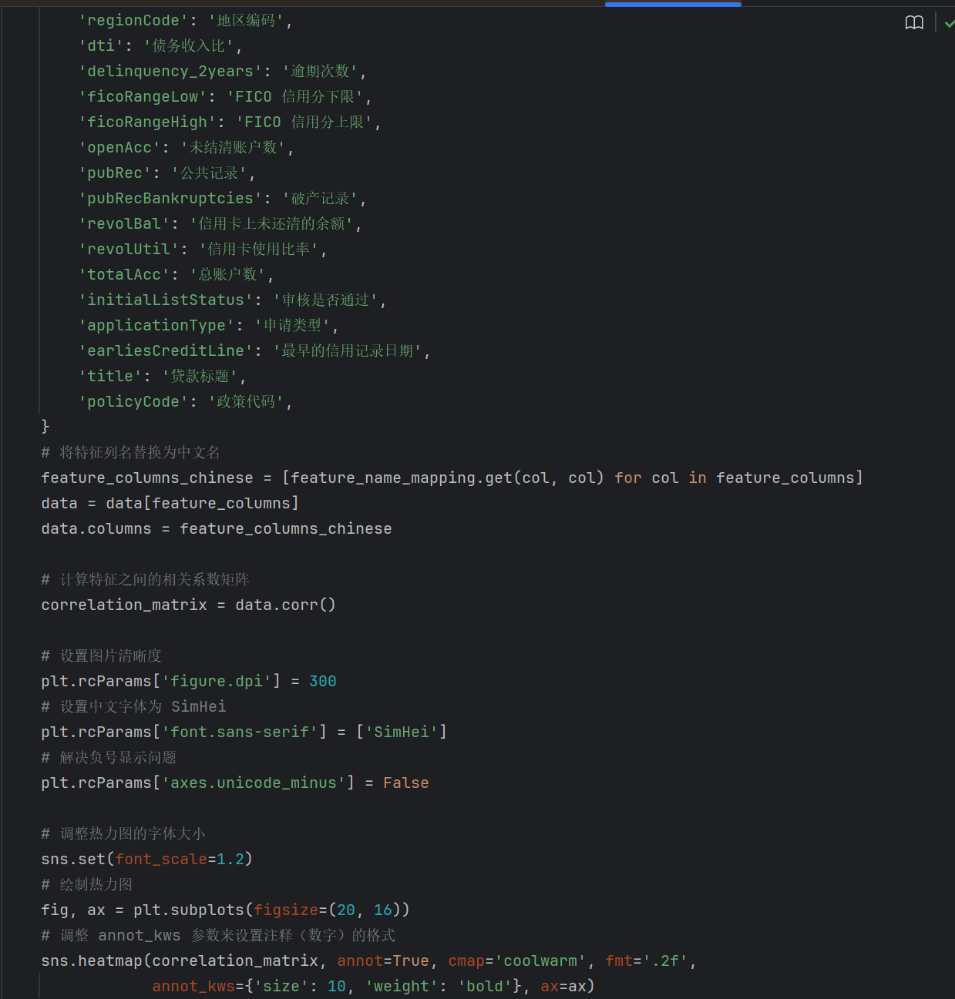 'regionCode': '地区编码',
'dti': '债务收入比',
'delinquency_2years': '逾期次数',
'ficoRangeLow': 'FICO 信用分下限',
'ficoRangeHigh': 'FICO 信用分上限',
'openAcc': '未结清账户数',
'pubRec': '公共记录',
'pubRecBankruptcies': '破产记录',
'revolBal': '信用卡上未还清的余额',
'revolUtil': '信用卡使用比率',
'totalAcc': '总账户数',
'initialListStatus': '审核是否通过',
'applicationType': '申请类型',
'earliesCreditLine': '最早的信用记录日期',
'title': '贷款标题',
'policyCode': '政策代码',
}
# 将特征列名替换为中文名
feature_columns_chinese = [feature_name_mapping.get(col, col) for col in feature_columns]
data = data[feature_columns]
data.columns = feature_columns_chinese
# 计算特征之间的相关系数矩阵
correlation_matrix = data.corr()
# 设置图片清晰度
plt.rcParams['figure.dpi'] = 300
# 设置中文字体为 SimHei
plt.rcParams['font.sans-serif'] = ['SimHei']
# 解决负号显示问题
plt.rcParams['axes.unicode_minus'] = False
# 调整热力图的字体大小
sns.set(font_scale=1.2)
# 绘制热力图
fig, ax = plt.subplots(figsize=(20, 16))
# 调整 annot_kws 参数来设置注释（数字）的格式
sns.heatmap(correlation_matrix, annot=True, cmap='coolwarm', fmt='.2f',
annot_kws={'size': 10, 'weight': 'bold'}, ax=ax)